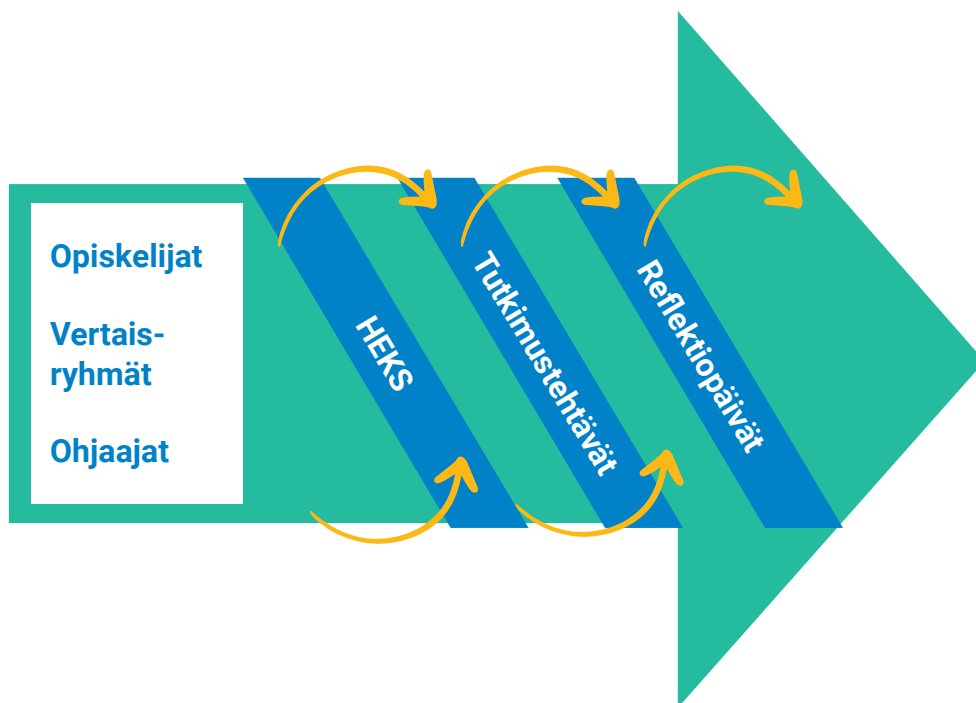 Opiskelijat
Vertais-
ryhmät
Ohjaajat
HEKS
Tutkimustehtävät
Reflektiopäivät